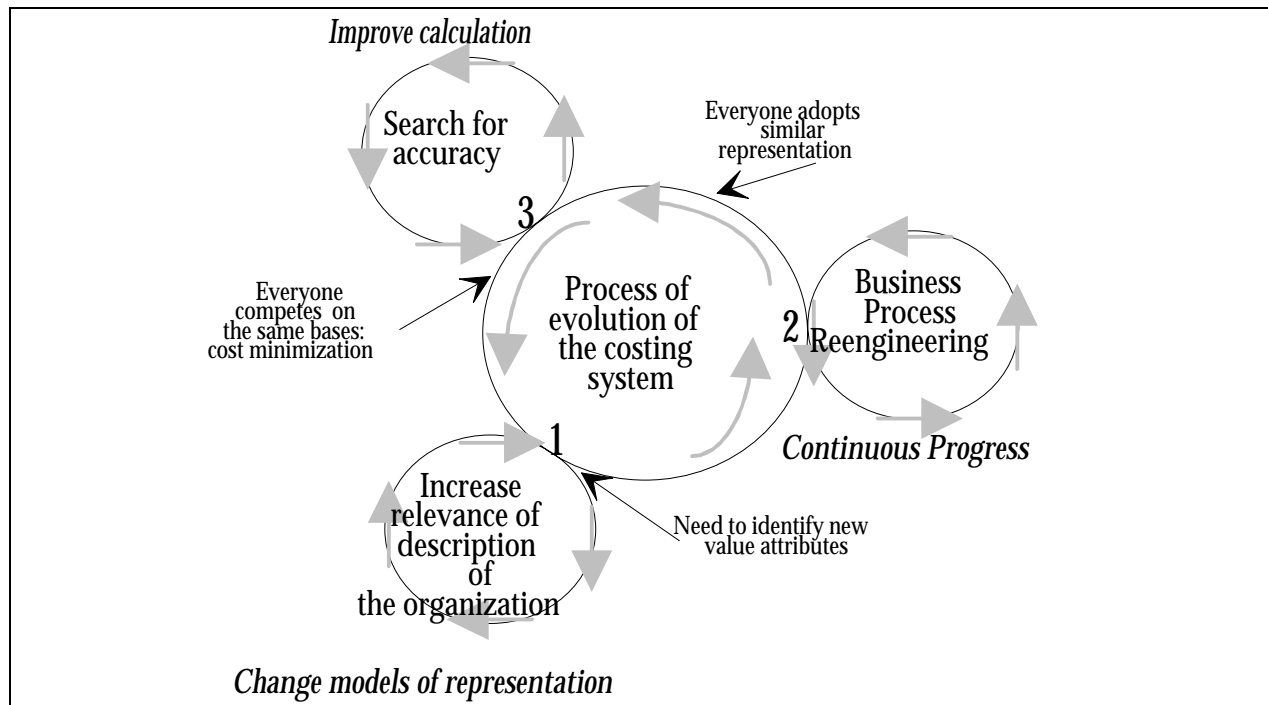 Improve calculation
Search for
accuracy
Everyone adopts
similar
representation
3
Everyone
competes on
the same bases:
cost minimization
Process of
evolution of
the costing
system
2
Business
Process
Reengineering
Continuous Progress
1
Increase
relevance of
description
of
the organization
Need to identify new
value attributes
Change models of representation